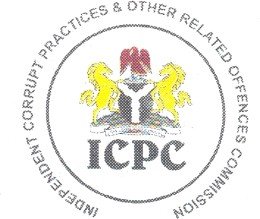 INDEPENDENT CORRUPT PRACTICES & OTHER RELATED OFFENCES COMMISSION
ICPC